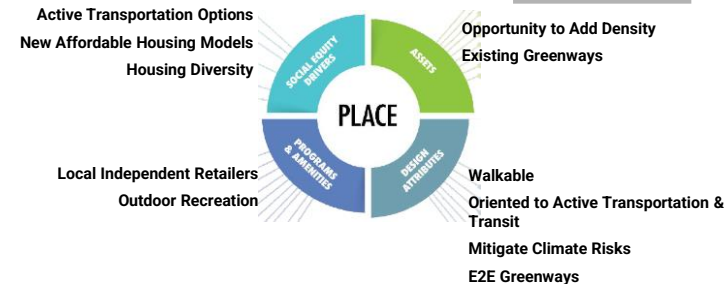 Active Transportation Options
New Affordable Housing Models
Housing Diversity
Opportunity to Add Density
Existing Greenways
SOCIAL EQUITY
DRIVERS
ASSETS
PLACE
PROGRAMS
& AMENITIES
DESIGN
ATTRIBUTES
Local Independent Retailers
Outdoor Recreation
Walkable
Oriented to Active Transportation &
Transit
Mitigate Climate Risks
E2E Greenways